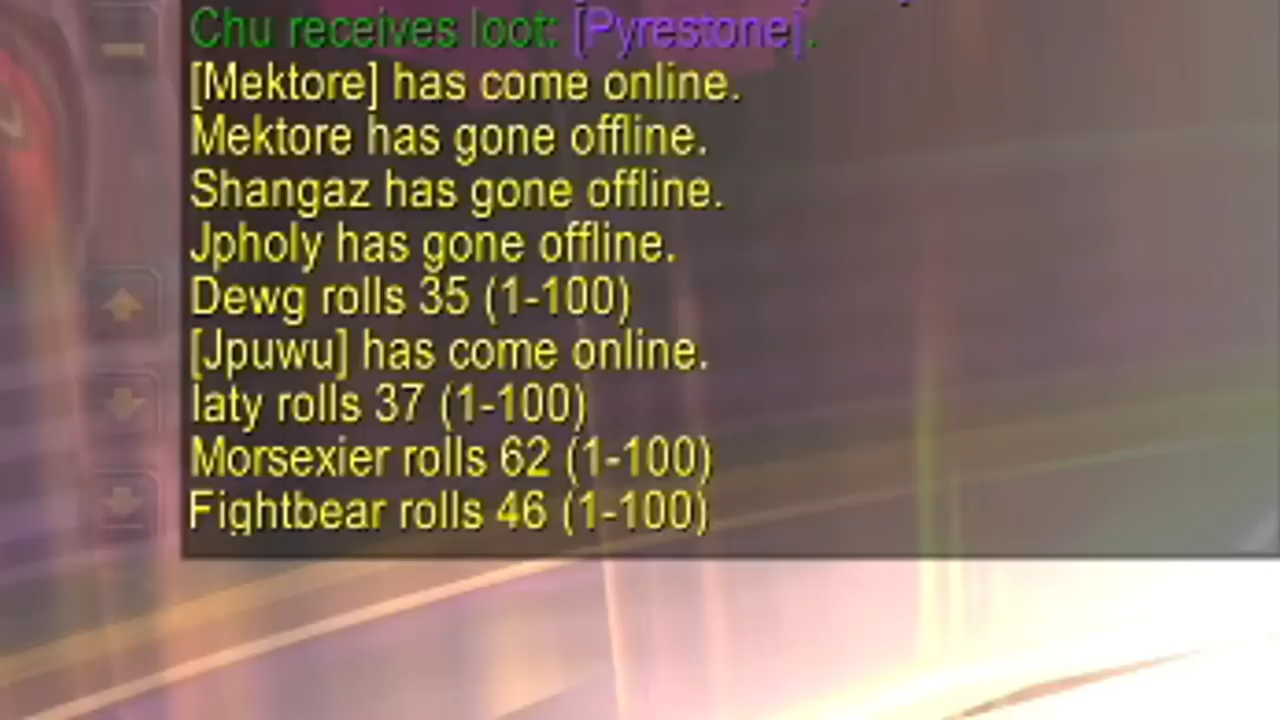 Chu receives loot: [Pyrestone].
[Mektore] has come online.
Mektore has gone offline.
Shangaz has gone offline.
Jpholy has gone offline.
Dewg rolls 35 (1-100)
[Jpuwu] has come online.
laty rolls 37 (1-100)
Morsexier rolls 62 (1-100)
Fightbear rolls 46 (1-100)